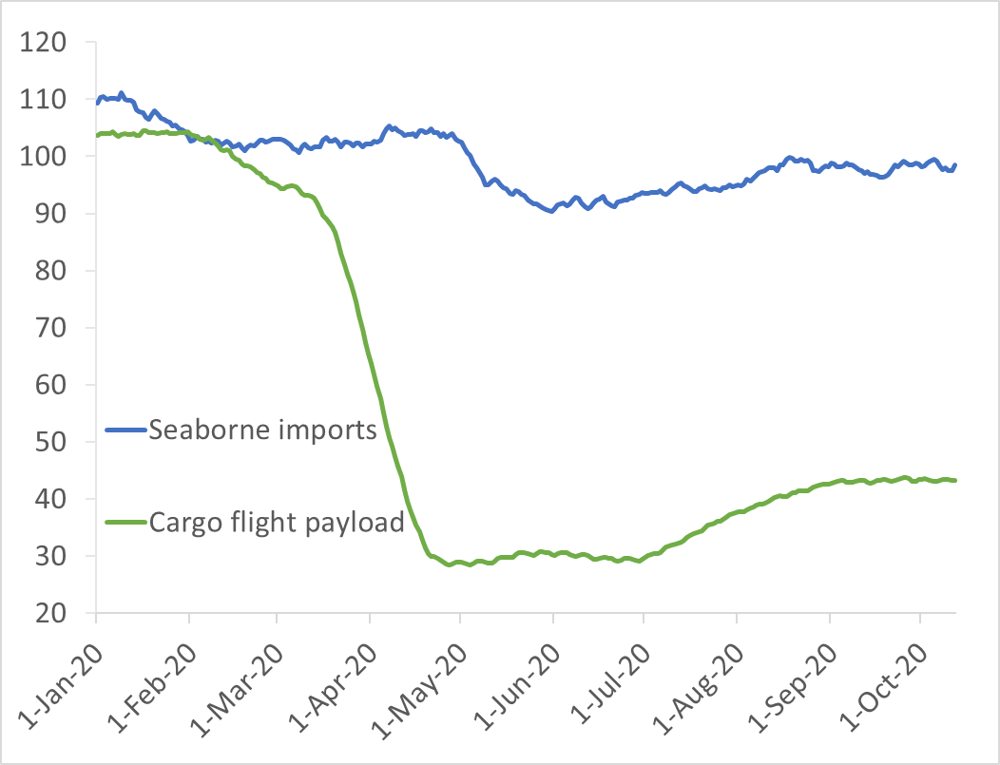 120
110
100
90
80
70
60
50
40
30
20
Seaborne imports
Cargo flight payload
1-Jan-20
1-Feb-20
1-Mar-20
1-Apr-20
1-May-20
1-Jun-20
1-Jul-20
1-Aug-20
1-Sep-20
1-Oct-20